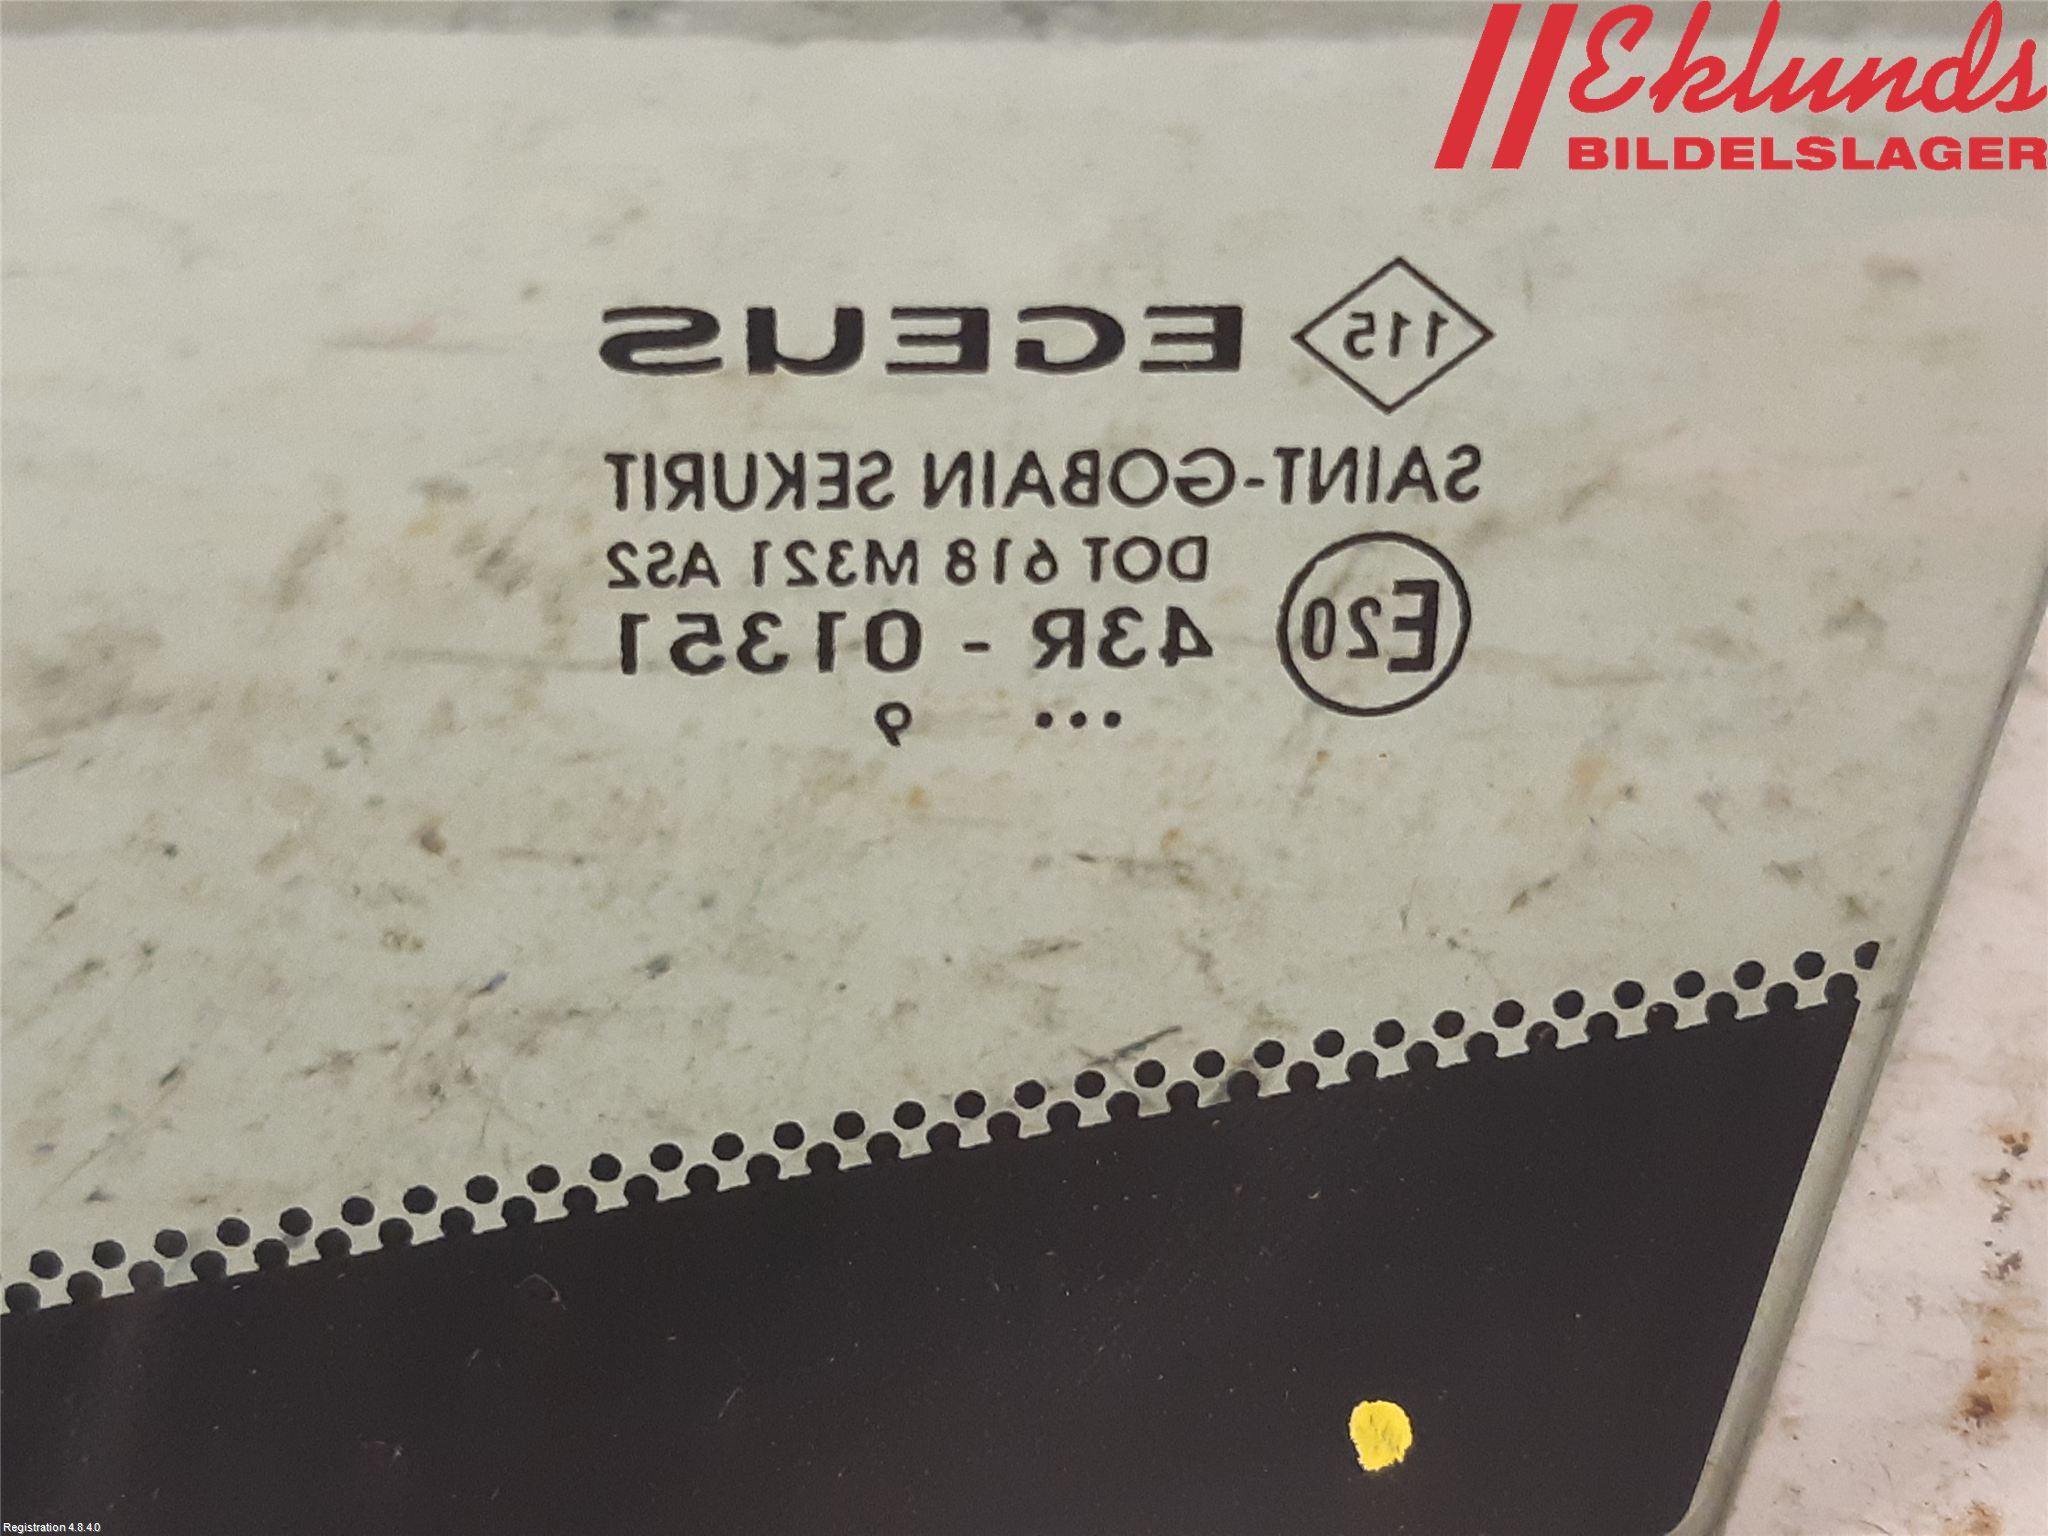 Eklunds
BILDELSLAGER
115 EGEUS
SAINT-GOBAIN SEKURIT
E20 DOT 618 M321 AS2
43R - 01351
... 9
Registration 4.8.4.0